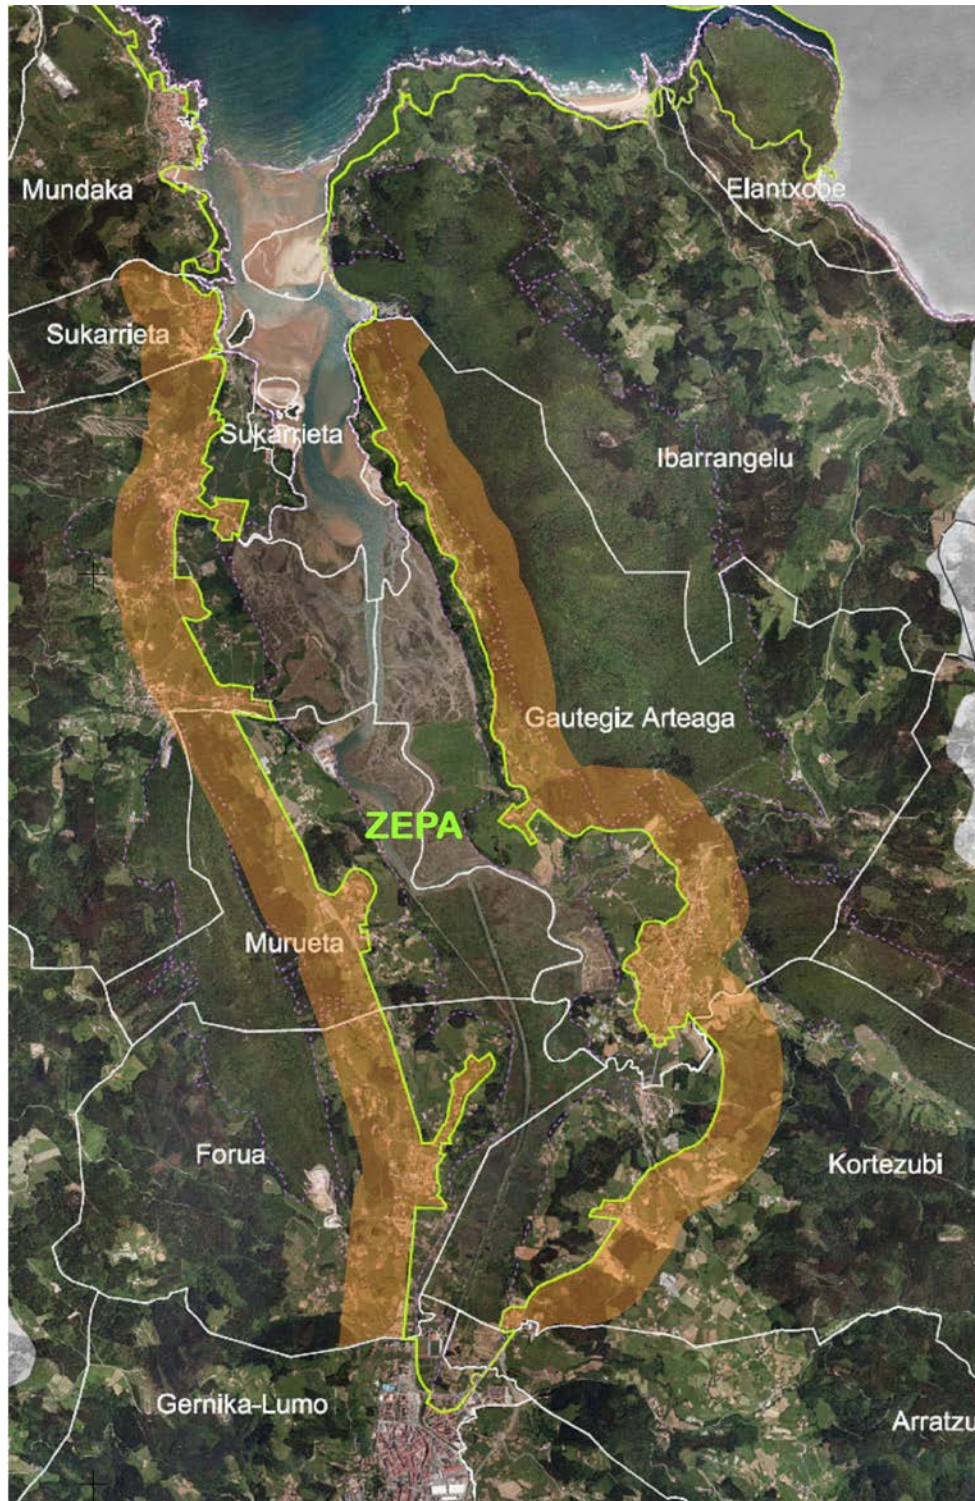 Mundaka
Elantxobe
Sukarrieta
Sukarrieta
Ibarrangelu
Gautegiz Arteaga
ZEPA
Murueta
Forua
Kortezubi
Gernika-Lumo
Arratzu